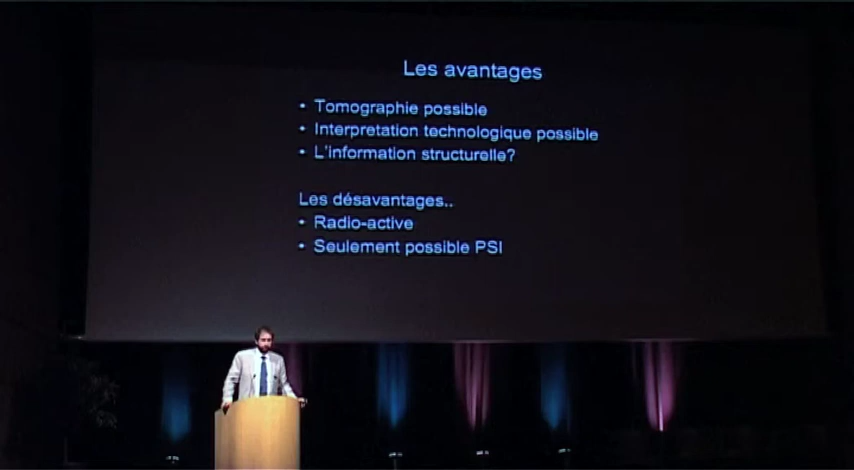 Les avantages
• Tomographie possible
• Interpretation technologique possible
• L'information structurelle?
Les désavantages..
• Radio-active
• Seulement possible PSI